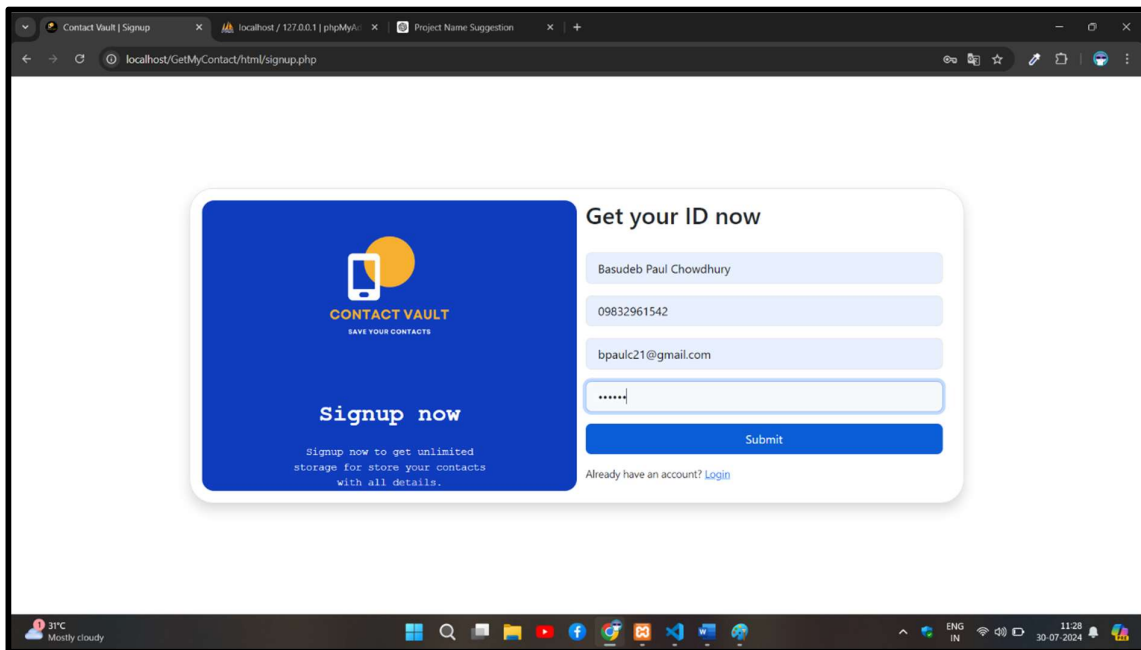 Contact Vault | Signup
localhost / 127.0.0.1 | phpMyAd
Project Name Suggestion
localhost/GetMyContact/html/signup.php
CONTACT VAULT
SAVE YOUR CONTACTS
Signup now
Signup now to get unlimited
storage for store your contacts
with all details.
Get your ID now
Basudeb Paul Chowdhury
09832961542
bpaulc21@gmail.com
••••••
Submit
Already have an account? Login
1
31°C
Mostly cloudy
ENG
IN
11:28
30-07-2024